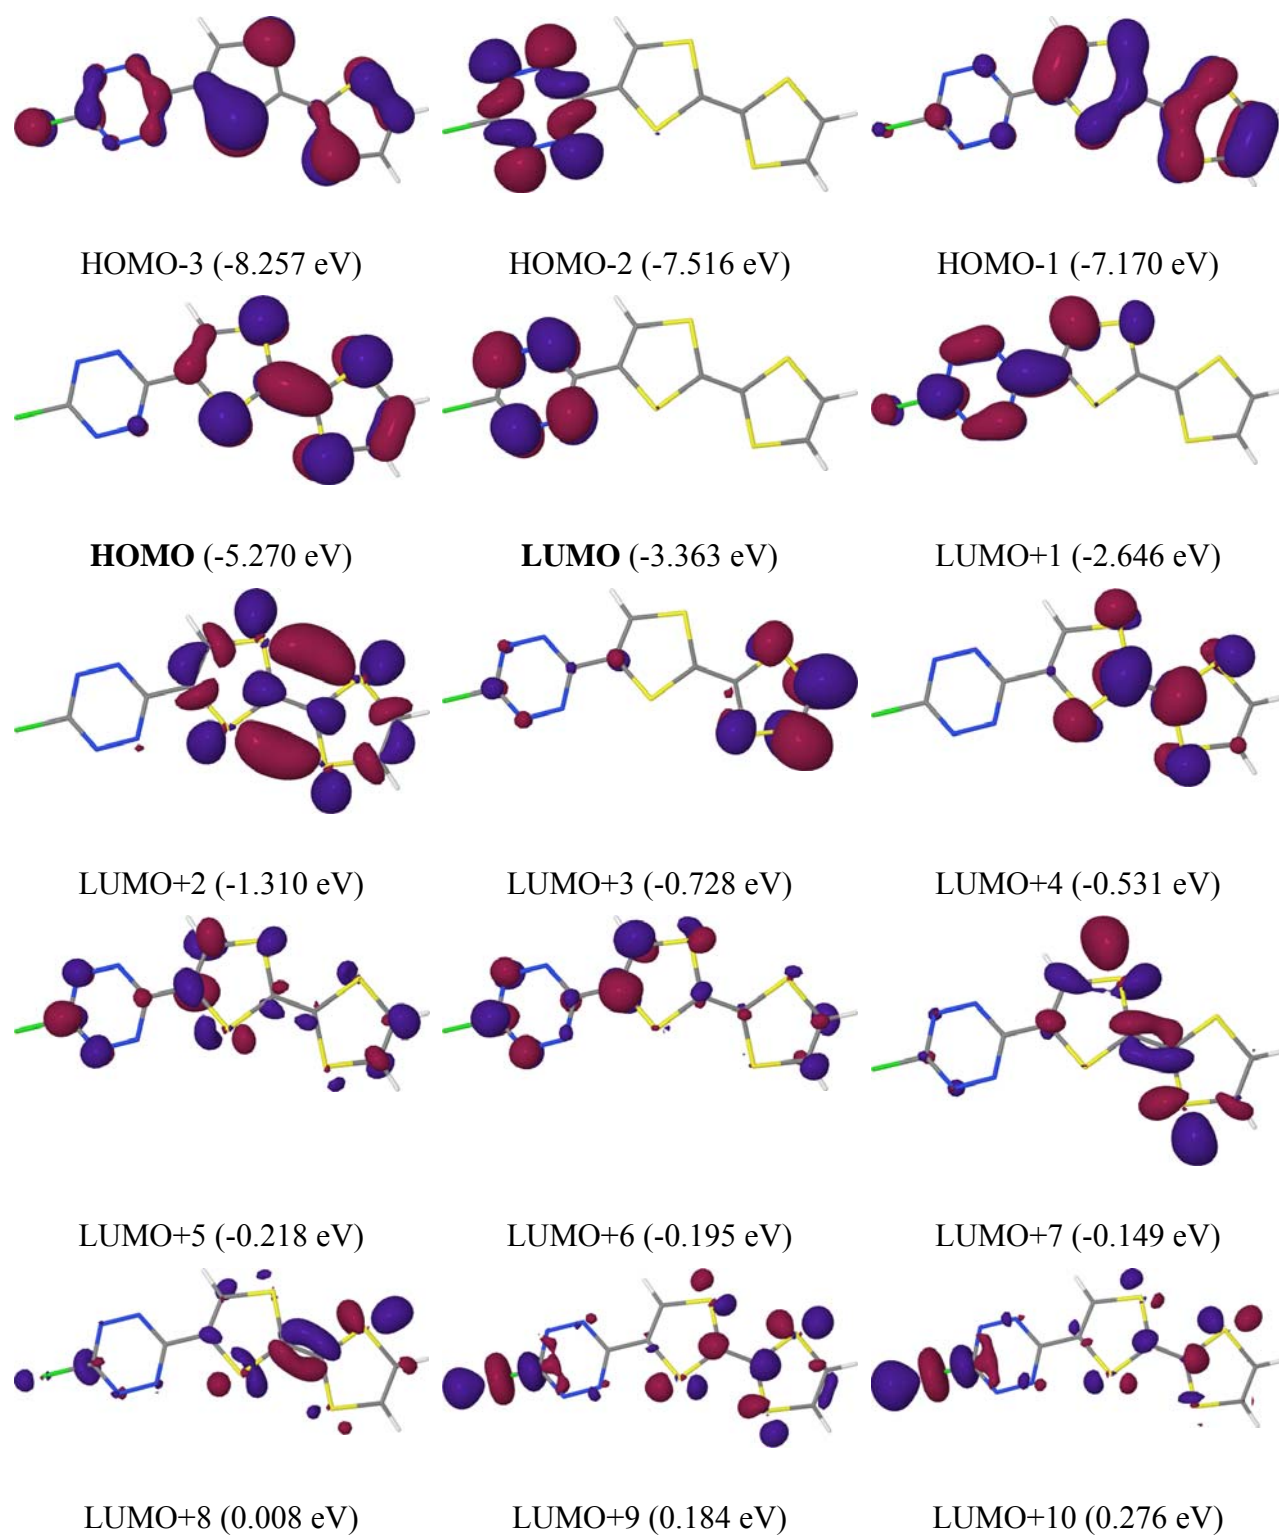 HOMO-3 (-8.257 eV) HOMO-2 (-7.516 eV) HOMO-1 (-7.170 eV)
HOMO (-5.270 eV) LUMO (-3.363 eV) LUMO+1 (-2.646 eV)
LUMO+2 (-1.310 eV) LUMO+3 (-0.728 eV) LUMO+4 (-0.531 eV)
LUMO+5 (-0.218 eV) LUMO+6 (-0.195 eV) LUMO+7 (-0.149 eV)
LUMO+8 (0.008 eV) LUMO+9 (0.184 eV) LUMO+10 (0.276 eV)